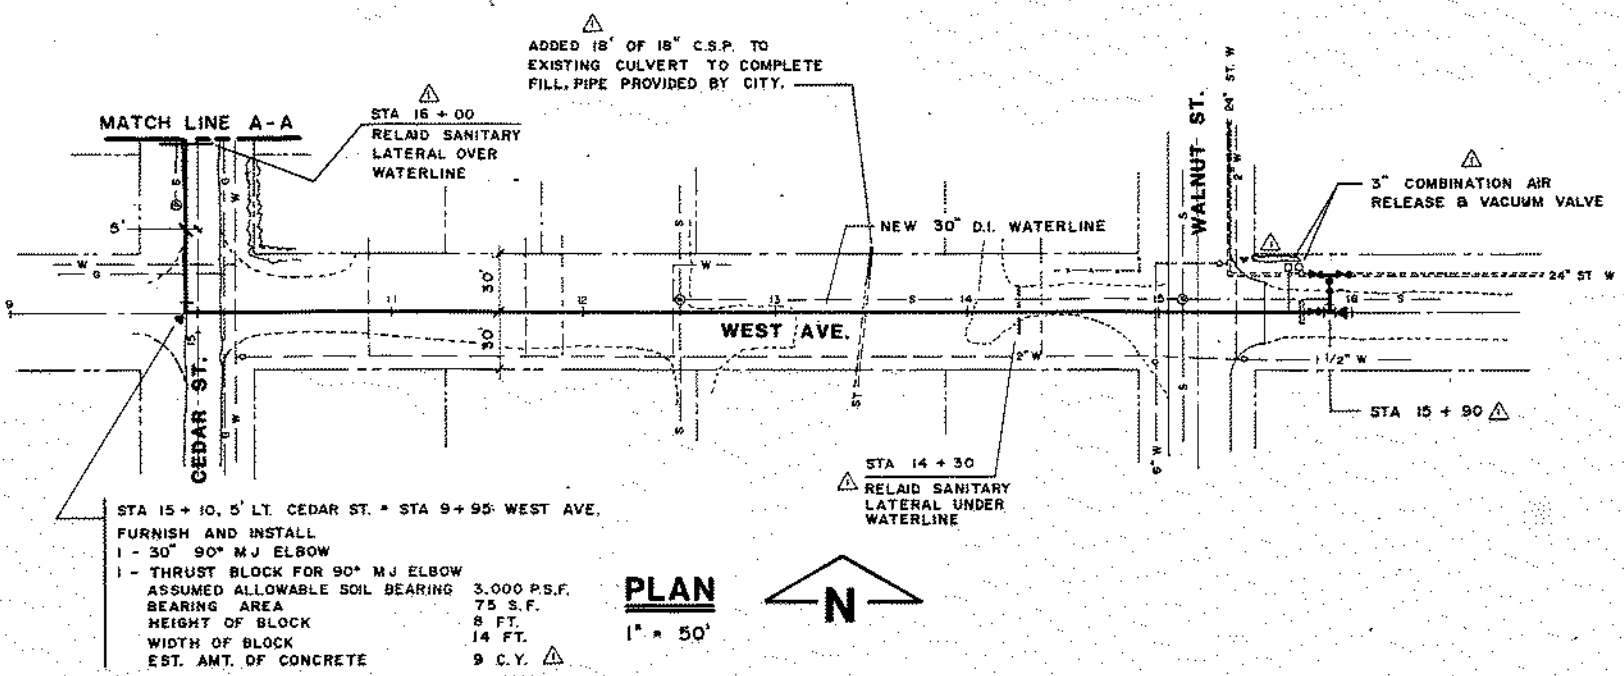 ADDED 18' OF 18" C.S.P. TO
EXISTING CULVERT TO COMPLETE
FILL. PIPE PROVIDED BY CITY.
STA 16 + 00
RELAID SANITARY
LATERAL OVER
WATERLINE
MATCH LINE A-A
WALNUT ST.
24" ST. W
2" W
3" COMBINATION AIR
RELEASE & VACUUM VALVE
5'
S
G
W
NEW 30" D.I. WATERLINE
W
G
30'
30'
S
W
S
24" ST W
9
11
12
13
S
14
15
16
S
WEST AVE.
15
CEDAR ST.
2" W
1 1/2" W
ST
S
S
G
W
6" W
STA 15 + 90
STA 14 + 30
RELAID SANITARY
LATERAL UNDER
WATERLINE
STA 15 + 10, 5' LT. CEDAR ST. = STA 9+95 WEST AVE.
FURNISH AND INSTALL
1 - 30" 90° MJ ELBOW
1 - THRUST BLOCK FOR 90° MJ ELBOW
ASSUMED ALLOWABLE SOIL BEARING 3,000 P.S.F.
BEARING AREA 75 S.F.
HEIGHT OF BLOCK 8 FT.
WIDTH OF BLOCK 14 FT.
EST. AMT. OF CONCRETE 9 C.Y.
PLAN
1" = 50'
N